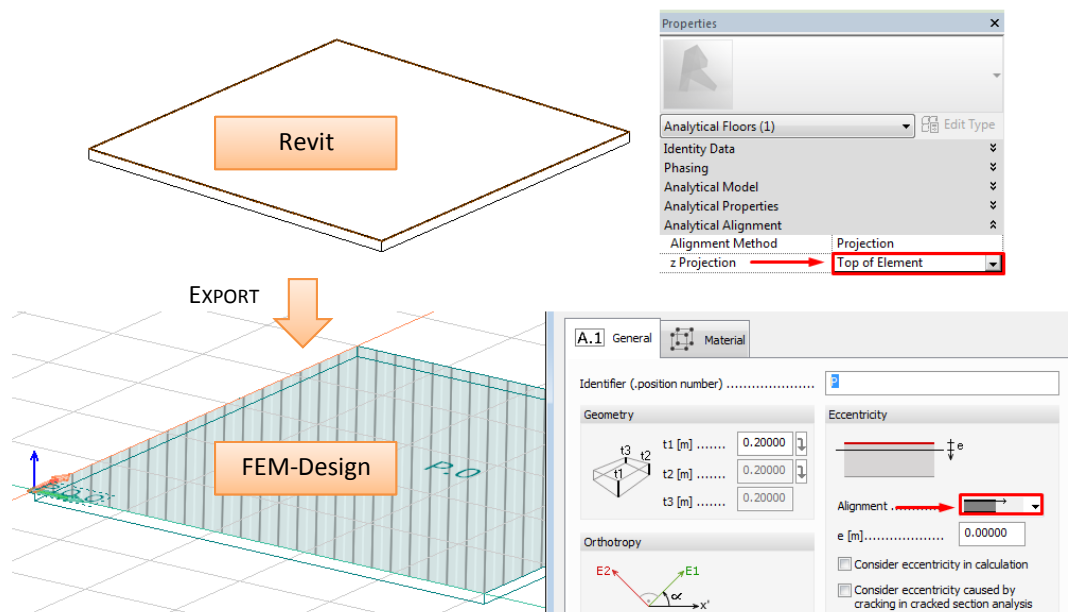 Revit
Properties
Analytical Floors (1)
Edit Type
Identity Data
Phasing
Analytical Model
Analytical Properties
Analytical Alignment
Alignment Method Projection
z Projection Top of Element
EXPORT
FEM-Design
P.0
A.1 General Material
Identifier (.position number) .....................
P
Geometry
t3 t2
t1
t1 [m] ....... 0.20000
t2 [m] ....... 0.20000
t3 [m] ....... 0.20000
Orthotropy
E2 E1
α
x'
Eccentricity
e
Alignment ..
e [m].................... 0.00000
Consider eccentricity in calculation
Consider eccentricity caused by
cracking in cracked section analysis